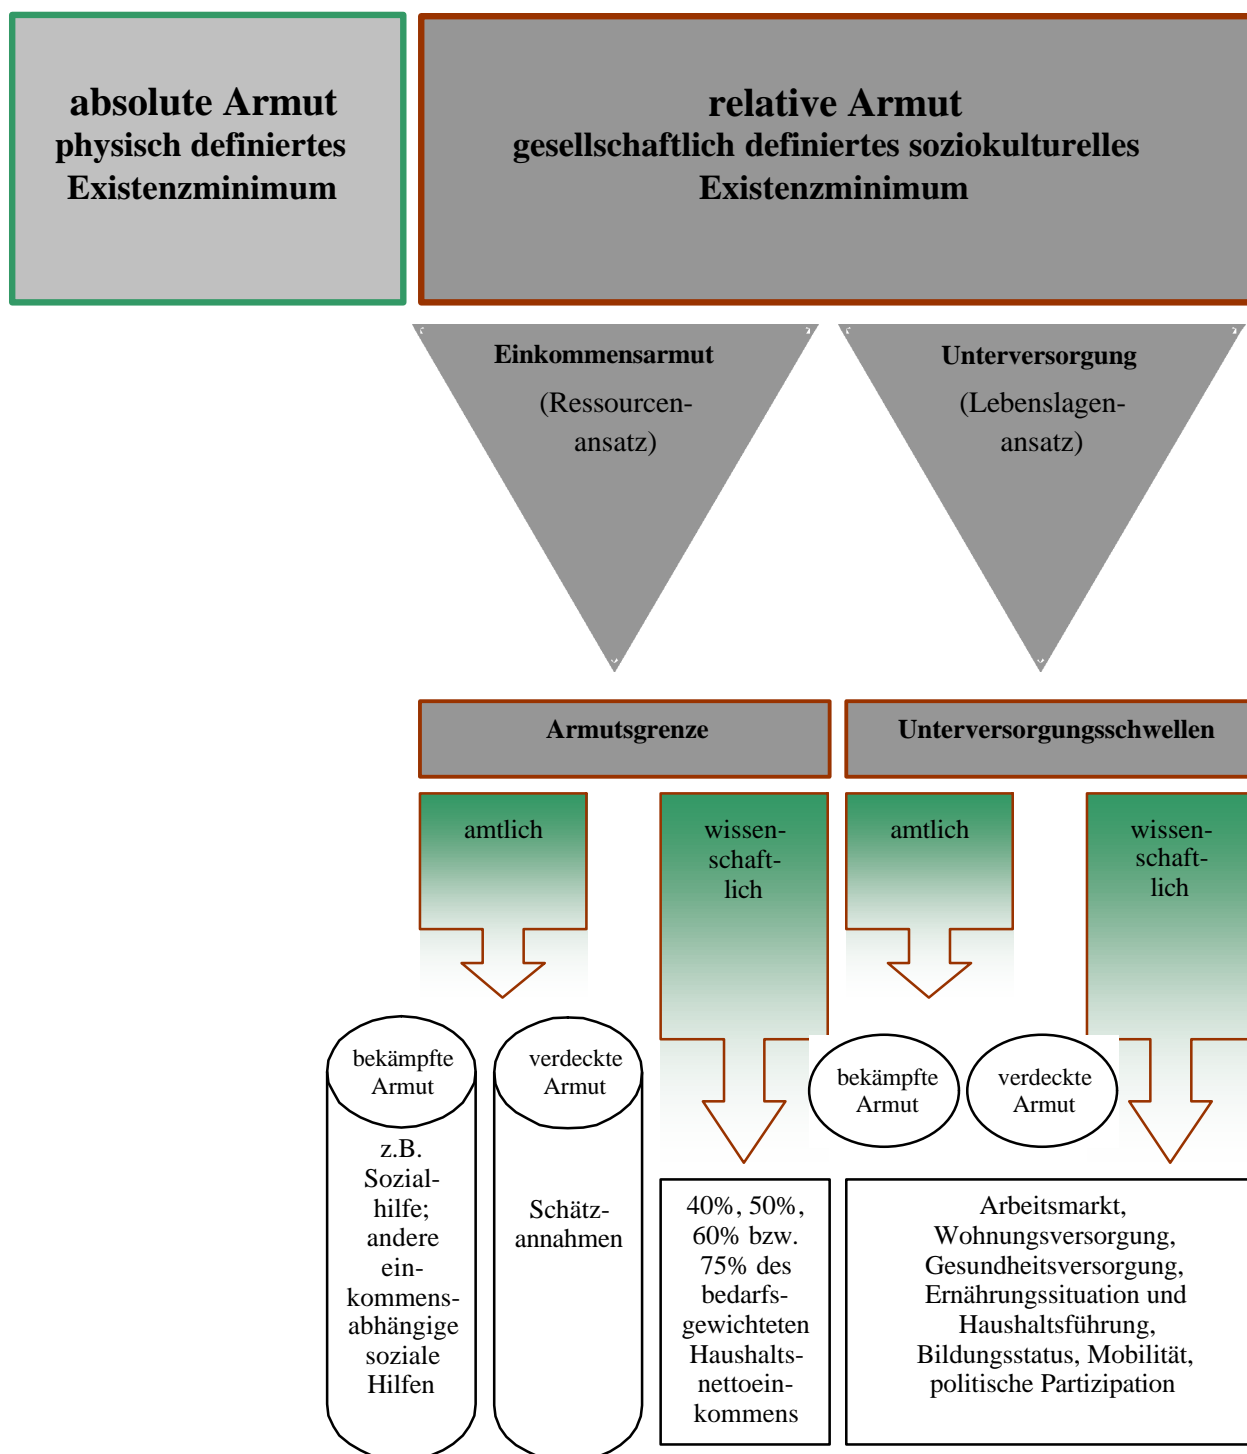 absolute Armut
physisch definiertes
Existenzminimum
relative Armut
gesellschaftlich definiertes soziokulturelles
Existenzminimum
Einkommensarmut
(Ressourcen-
ansatz)
Unterversorgung
(Lebenslagen-
ansatz)
Armutsgrenze
Unterversorgungsschwellen
amtlich
wissen-
schaft-
lich
amtlich
wissen-
schaft-
lich
bekämpfte
Armut
z.B.
Sozial-
hilfe;
andere
ein-
kommens-
abhängige
soziale
Hilfen
verdeckte
Armut
Schätz-
annahmen
40%, 50%,
60% bzw.
75% des
bedarfs-
gewichteten
Haushalts-
nettoein-
kommens
bekämpfte
Armut
verdeckte
Armut
Arbeitsmarkt,
Wohnungsversorgung,
Gesundheitsversorgung,
Ernährungssituation und
Haushaltsführung,
Bildungsstatus, Mobilität,
politische Partizipation